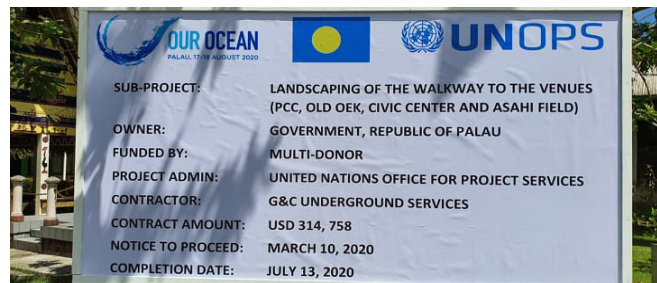 OUR OCEAN
PALAU, 17-18 AUGUST 2020
UNOPS
SUB-PROJECT: LANDSCAPING OF THE WALKWAY TO THE VENUES
(PCC, OLD OEK, CIVIC CENTER AND ASAHI FIELD)
OWNER: GOVERNMENT, REPUBLIC OF PALAU
FUNDED BY: MULTI-DONOR
PROJECT ADMIN: UNITED NATIONS OFFICE FOR PROJECT SERVICES
CONTRACTOR: G&C UNDERGROUND SERVICES
CONTRACT AMOUNT: USD 314, 758
NOTICE TO PROCEED: MARCH 10, 2020
COMPLETION DATE: JULY 13, 2020